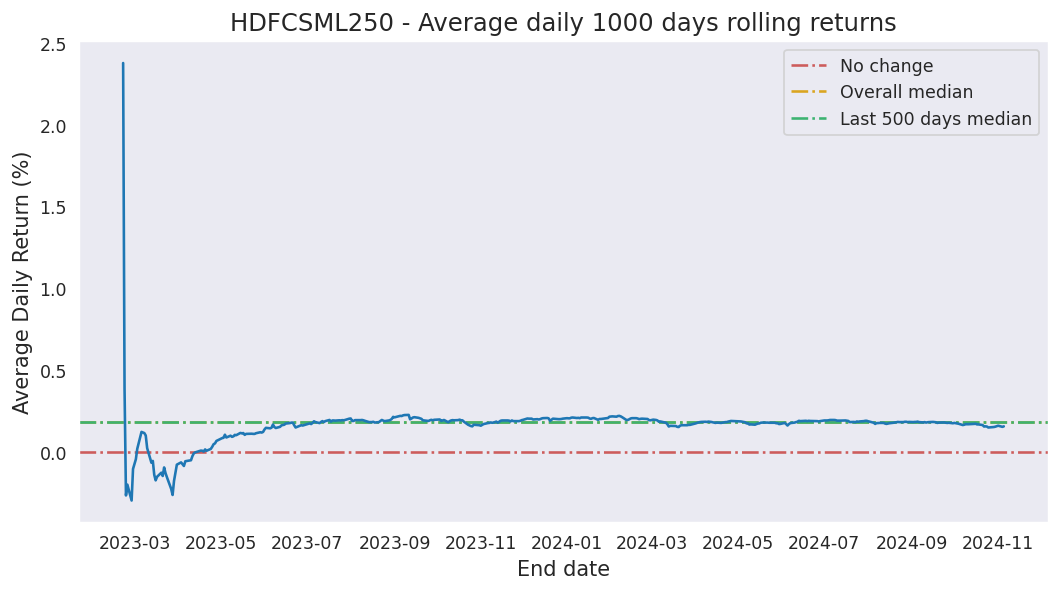 HDFCSML250 - Average daily 1000 days rolling returns
No change
Overall median
Last 500 days median
Average Daily Return (%)
2.5
2.0
1.5
1.0
0.5
0.0
2023-03 2023-05 2023-07 2023-09 2023-11 2024-01 2024-03 2024-05 2024-07 2024-09 2024-11
End date